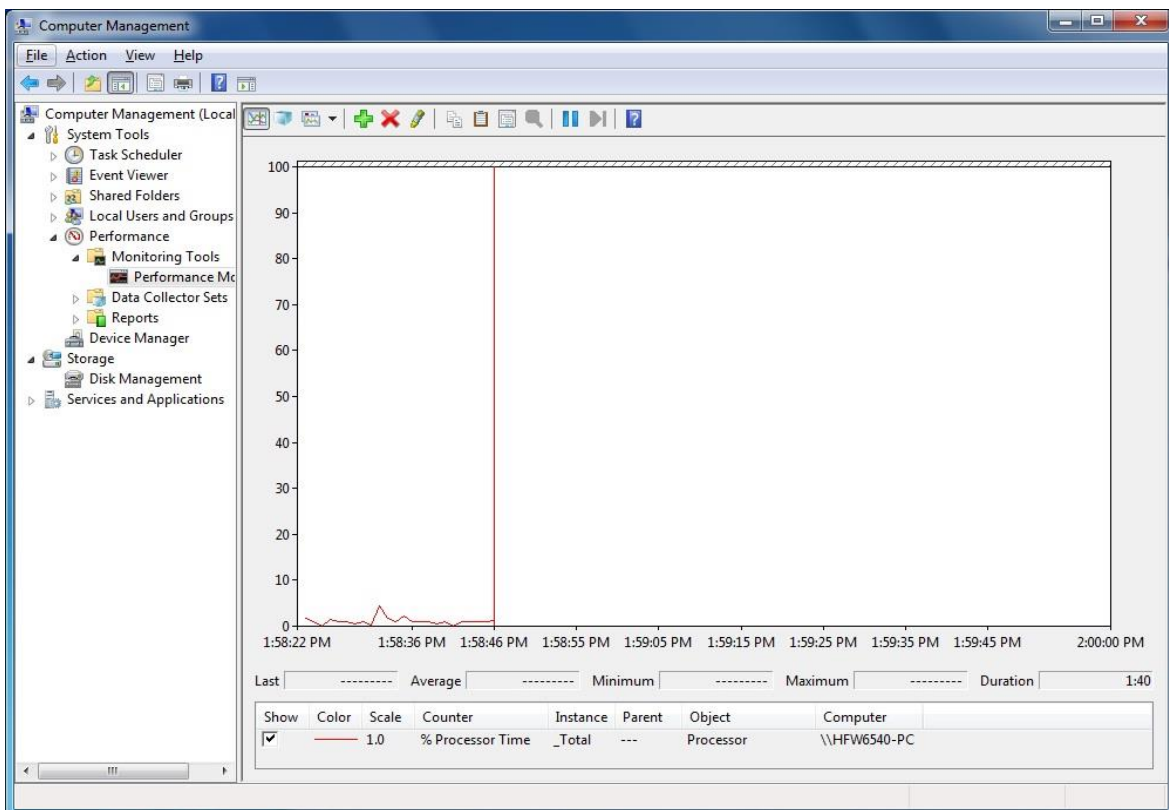 Computer Management
File Action View Help
Computer Management (Local
System Tools
Task Scheduler
Event Viewer
Shared Folders
Local Users and Groups
Performance
Monitoring Tools
Performance Mo
Data Collector Sets
Reports
Device Manager
Storage
Disk Management
Services and Applications
100
90
80
70
60
50
40
30
20
10
0
1:58:22 PM 1:58:36 PM 1:58:46 PM 1:58:55 PM 1:59:05 PM 1:59:15 PM 1:59:25 PM 1:59:35 PM 1:59:45 PM 2:00:00 PM
Last --------- Average --------- Minimum --------- Maximum --------- Duration 1:40
Show Color Scale Counter Instance Parent Object Computer
1.0 % Processor Time _Total --- Processor \\HFW6540-PC